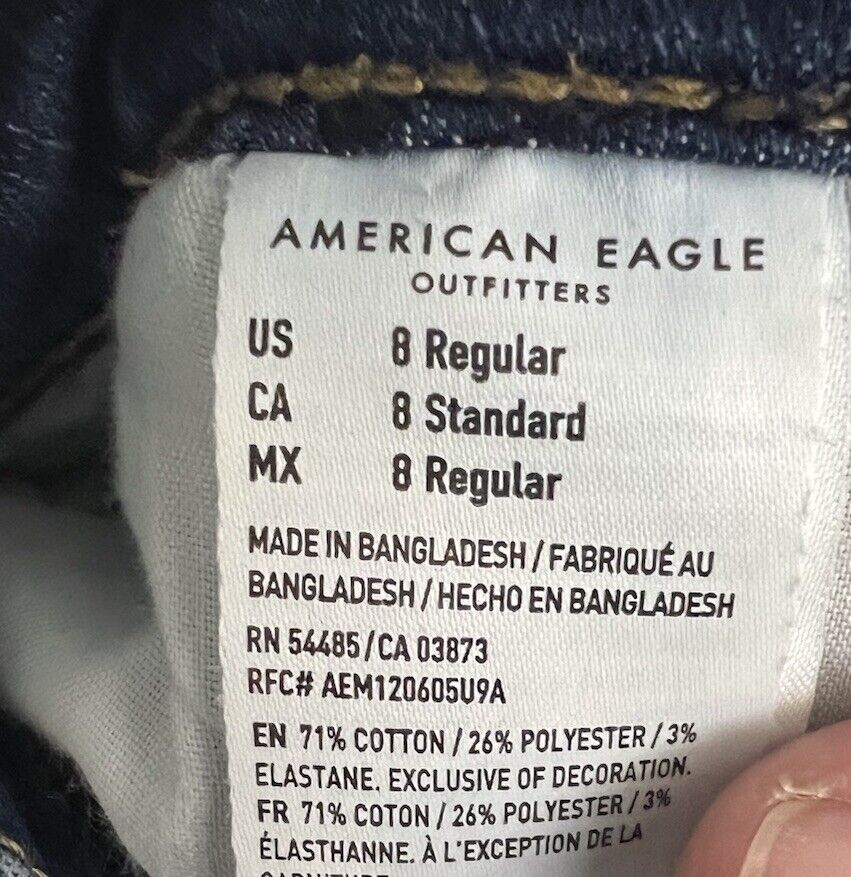 AMERICAN EAGLE
OUTFITTERS
US 8 Regular
CA 8 Standard
MX 8 Regular
MADE IN BANGLADESH / FABRIQUÉ AU
BANGLADESH / HECHO EN BANGLADESH
RN 54485/CA 03873
RFC# AEM120605U9A
EN 71% COTTON / 26% POLYESTER / 3%
ELASTANE. EXCLUSIVE OF DECORATION.
FR 71% COTON / 26% POLYESTER / 3%
ÉLASTHANNE. À L'EXCEPTION DE LA